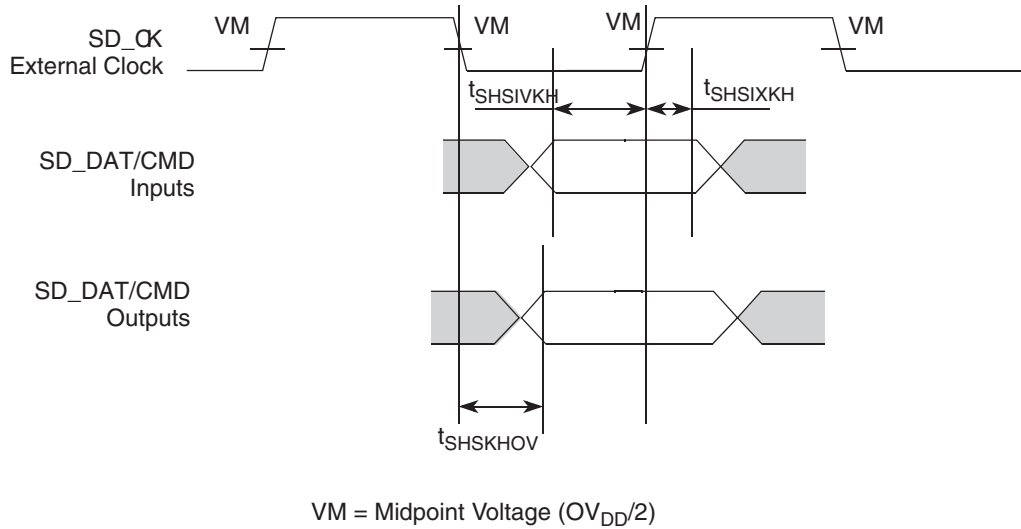 VM
VM
VM
VM
SD_CK
External Clock
tSHSIVKH
tSHSIXKH
SD_DAT/CMD
Inputs
SD_DAT/CMD
Outputs
tSHSKHOV
VM = Midpoint Voltage (OVDD/2)